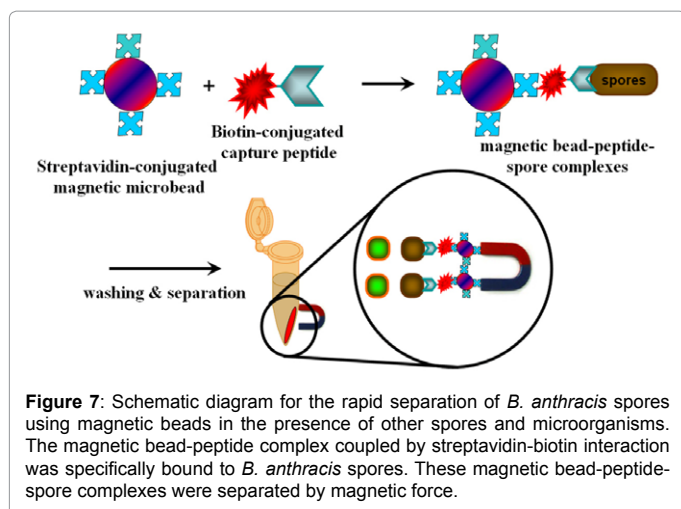 +
spores
Biotin-conjugated
capture peptide
Streptavidin-conjugated
magnetic microbead
magnetic bead-peptide-
spore complexes
washing & separation
Figure 7: Schematic diagram for the rapid separation of B. anthracis spores
using magnetic beads in the presence of other spores and microorganisms.
The magnetic bead-peptide complex coupled by streptavidin-biotin interaction
was specifically bound to B. anthracis spores. These magnetic bead-peptide-
spore complexes were separated by magnetic force.